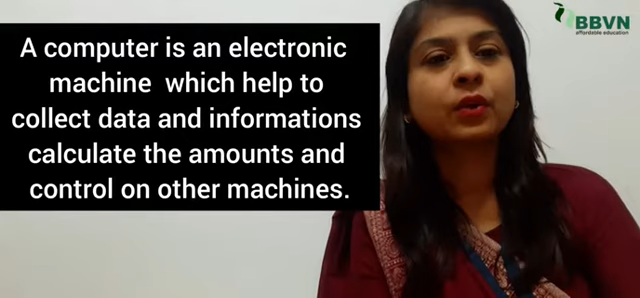 A computer is an electronic
machine which help to
collect data and informations
calculate the amounts and
control on other machines.
BBVN
affordable education